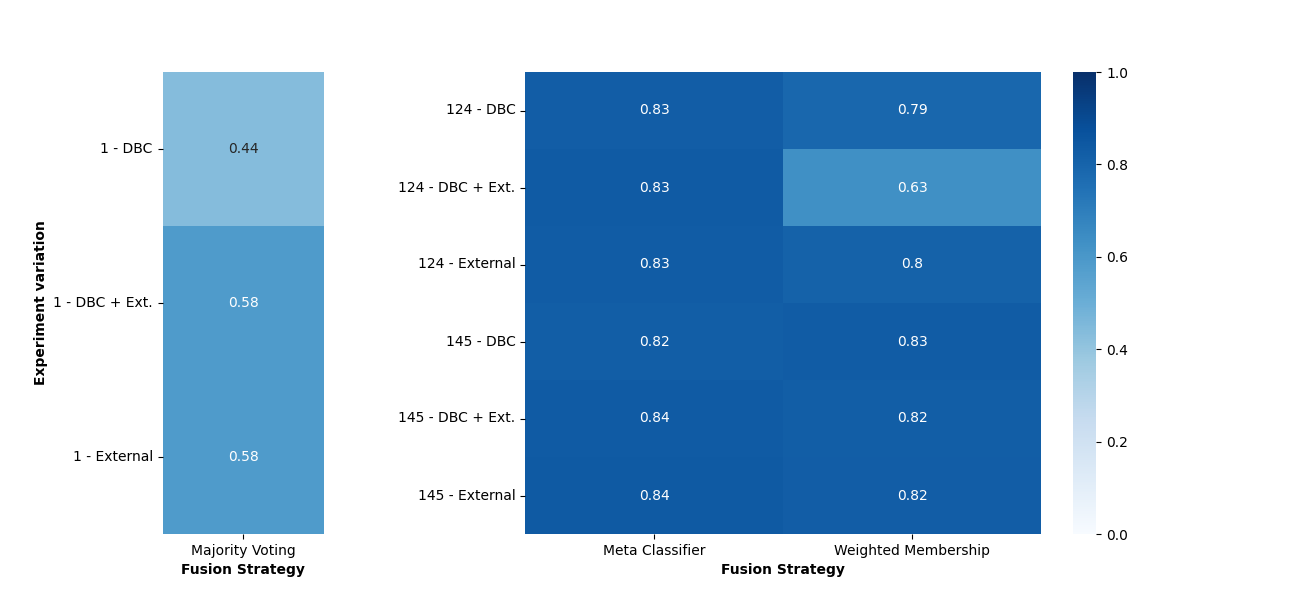 Experiment variation
1 - DBC
0.44
1 - DBC + Ext.
0.58
1 - External
0.58
Majority Voting
Fusion Strategy
124 - DBC
0.83
0.79
124 - DBC + Ext.
0.83
0.63
124 - External
0.83
0.8
145 - DBC
0.82
0.83
145 - DBC + Ext.
0.84
0.82
145 - External
0.84
0.82
Meta Classifier
Weighted Membership
Fusion Strategy
1.0
0.8
0.6
0.4
0.2
0.0